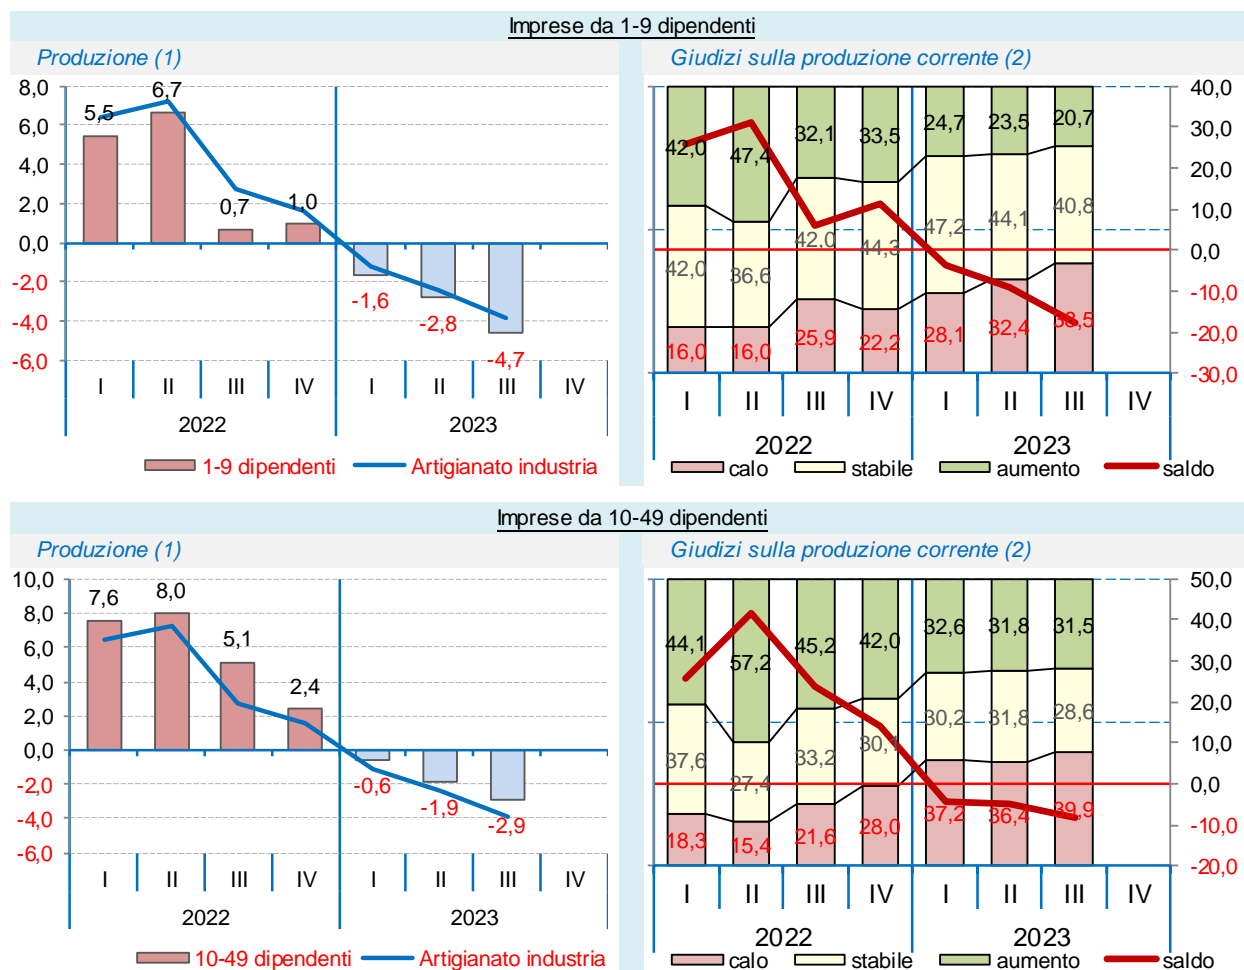 Imprese da 1-9 dipendenti
Produzione (1)
Giudizi sulla produzione corrente (2)
8,0
6,0
4,0
2,0
0,0
-2,0
-4,0
-6,0
5,5
6,7
0,7
1,0
-1,6
-2,8
-4,7
I II III IV I II III IV
2022 2023
1-9 dipendenti Artigianato industria
42,0 47,4 32,1 33,5 24,7 23,5 20,7
42,0 36,6 42,0 44,3 47,2 44,1 40,8
16,0 16,0 25,9 22,2 28,1 32,4 38,5
40,0
30,0
20,0
10,0
0,0
-10,0
-20,0
-30,0
I II III IV I II III IV
2022 2023
calo stabile aumento saldo
Imprese da 10-49 dipendenti
Produzione (1)
Giudizi sulla produzione corrente (2)
10,0
8,0
6,0
4,0
2,0
0,0
-2,0
-4,0
-6,0
7,6
8,0
5,1
2,4
-0,6
-1,9
-2,9
I II III IV I II III IV
2022 2023
10-49 dipendenti Artigianato industria
44,1 57,2 45,2 42,0 32,6 31,8 31,5
37,6 27,4 33,2 30,1 30,2 31,8 28,6
18,3 15,4 21,6 28,0 37,2 36,4 39,9
50,0
40,0
30,0
20,0
10,0
0,0
-10,0
-20,0
I II III IV I II III IV
2022 2023
calo stabile aumento saldo